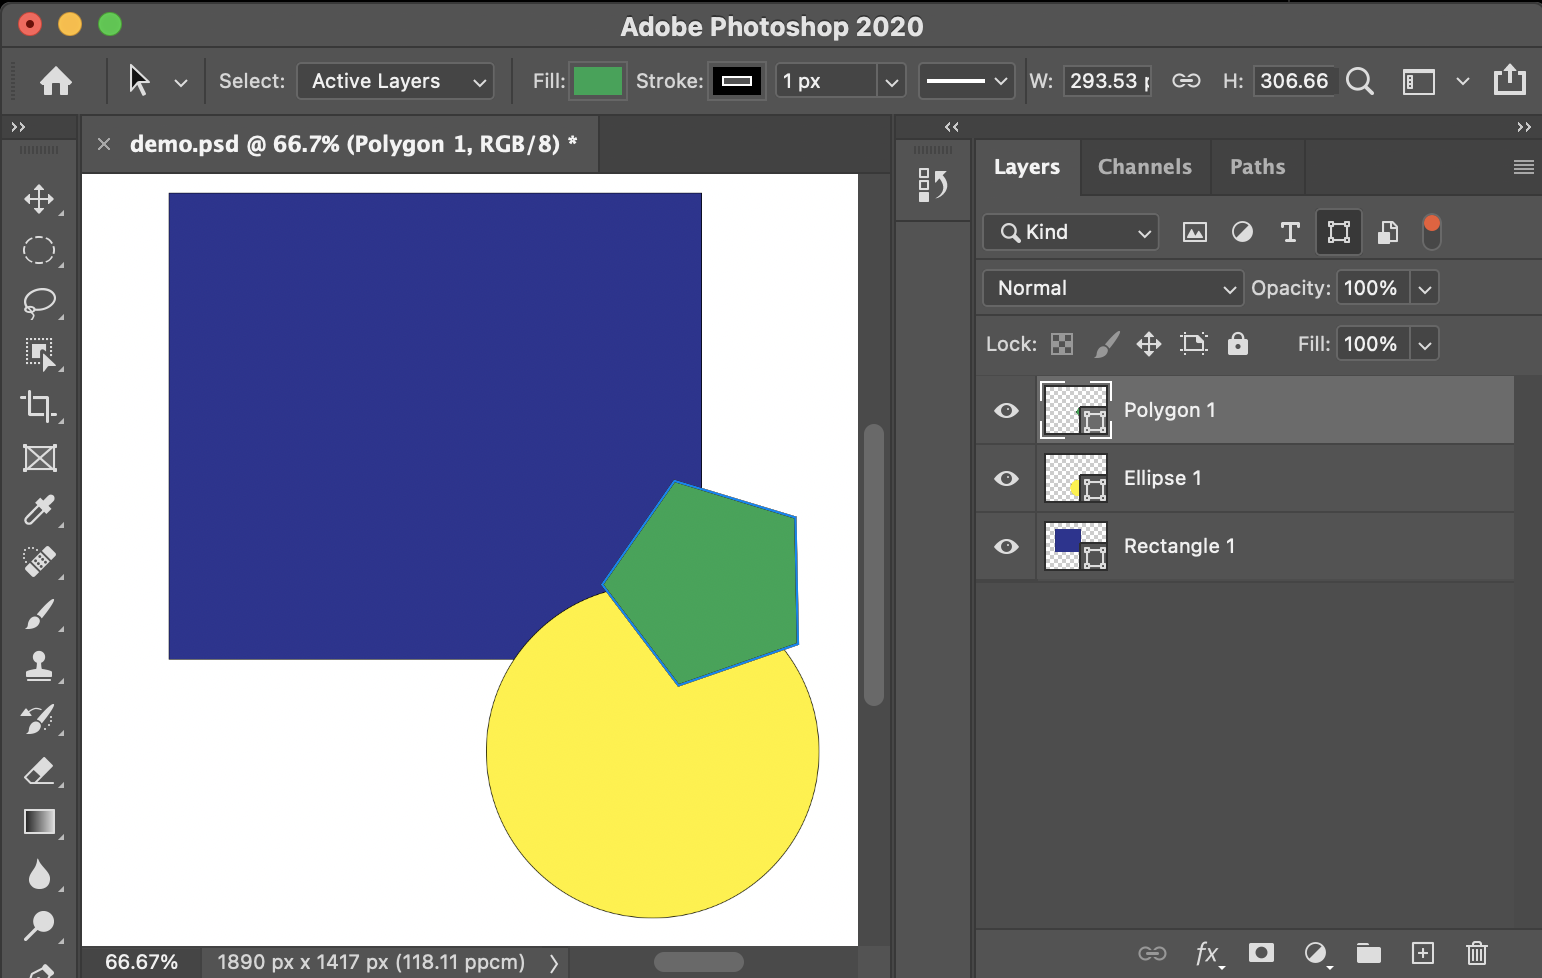 Adobe Photoshop 2020
Select: Active Layers Fill: Stroke: 1 px W: 293.53 H: 306.66
demo.psd @ 66.7% (Polygon 1, RGB/8) *
Layers Channels Paths
Kind
Normal Opacity: 100%
Lock: Fill: 100%
Polygon 1
Ellipse 1
Rectangle 1
fx
66.67% 1890 px x 1417 px (118.11 ppcm)